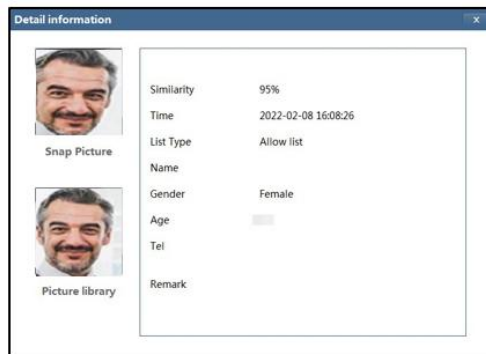 Detail information x
Snap Picture
Picture library
Similarity 95%
Time 2022-02-08 16:08:26
List Type Allow list
Name
Gender Female
Age
Tel
Remark